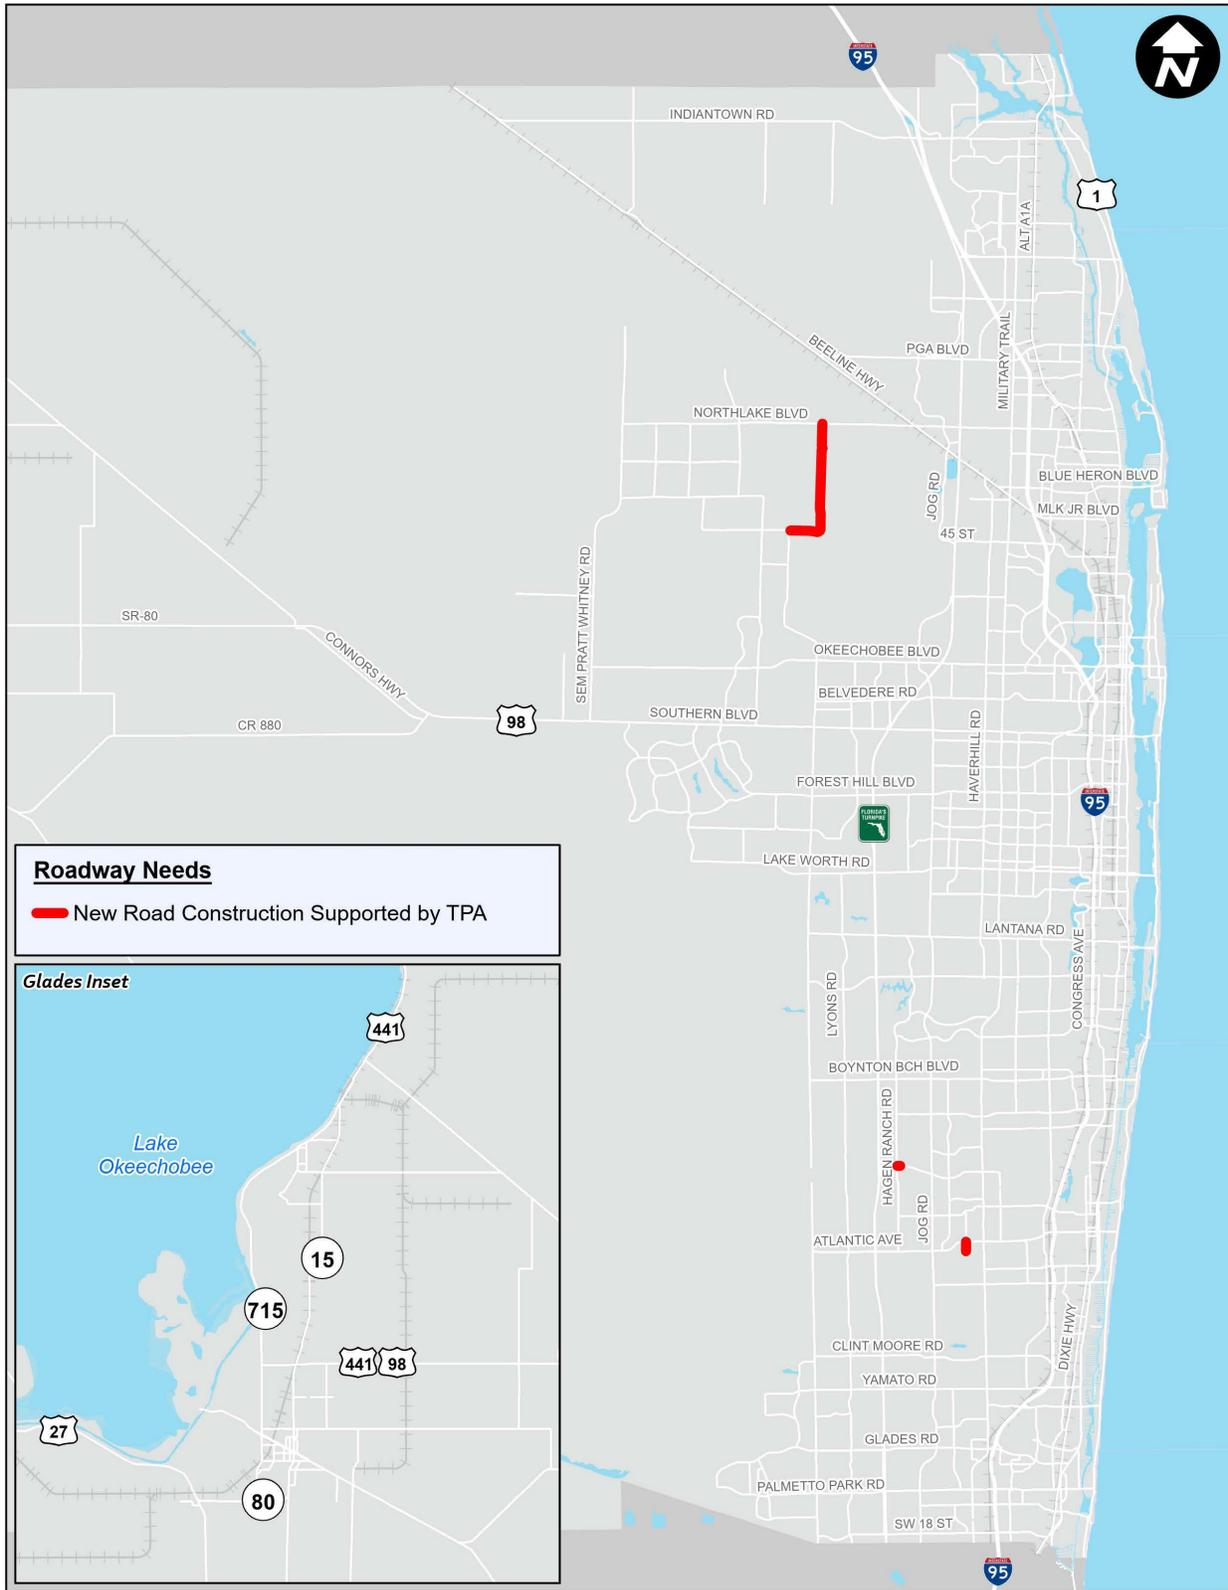 INTERSTATE
95
N
INDIANTOWN RD
1
ALT A1A
MILITARY TRAIL
BEELINE HWY
PGA BLVD
NORTHLAKE BLVD
BLUE HERON BLVD
JOG RD
MLK JR BLVD
45 ST
SEM PRATT WHITNEY RD
SR-80
CONNORS HWY
OKEECHOBEE BLVD
BELVEDERE RD
SOUTHERN BLVD
98
CR 880
HAVERHILL RD
FOREST HILL BLVD
INTERSTATE
95
FLORIDA'S
TURNPIKE
LAKE WORTH RD
Roadway Needs
New Road Construction Supported by TPA
LANTANA RD
CONGRESS AVE
LYONS RD
Glades Inset
441
BOYNTON BCH BLVD
HAGEN RANCH RD
Lake
Okeechobee
JOG RD
ATLANTIC AVE
15
715
DIXIE HWY
CLINT MOORE RD
441
98
YAMATO RD
27
GLADES RD
PALMETTO PARK RD
80
SW 18 ST
INTERSTATE
95